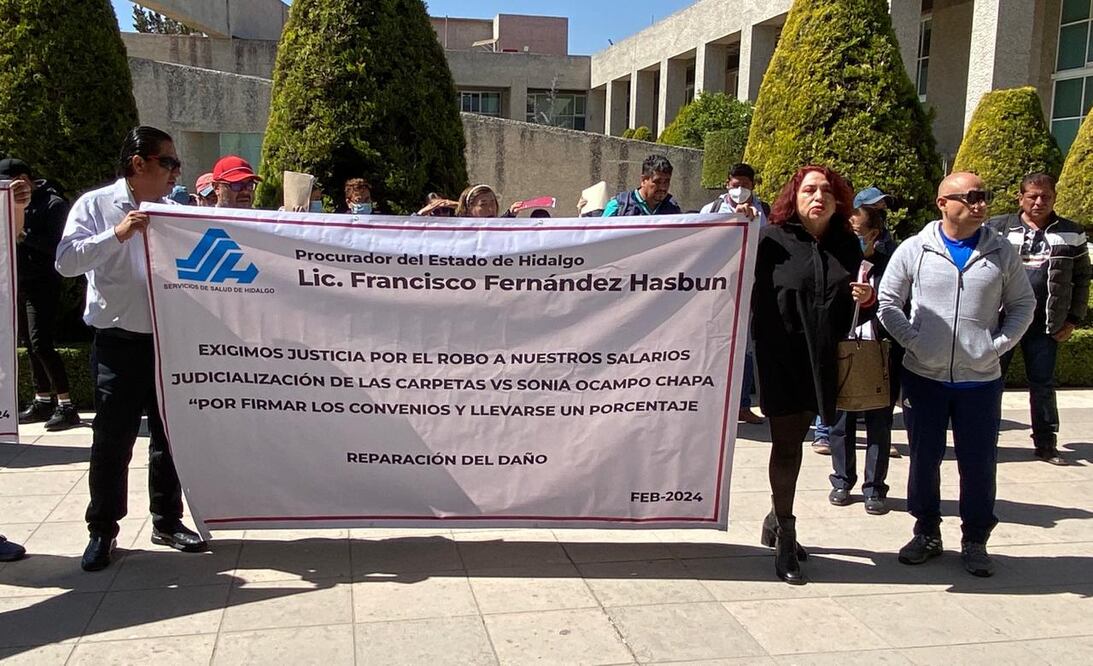 SERVICIOS DE SALUD DE HIDALGO
Procurador del Estado de Hidalgo
Lic. Francisco Fernández Hasbun
EXIGIMOS JUSTICIA POR EL ROBO A NUESTROS SALARIOS
JUDICIALIZACIÓN DE LAS CARPETAS VS SONIA OCAMPO CHAPA
“POR FIRMAR LOS CONVENIOS Y LLEVARSE UN PORCENTAJE
REPARACIÓN DEL DAÑO
FEB-2024